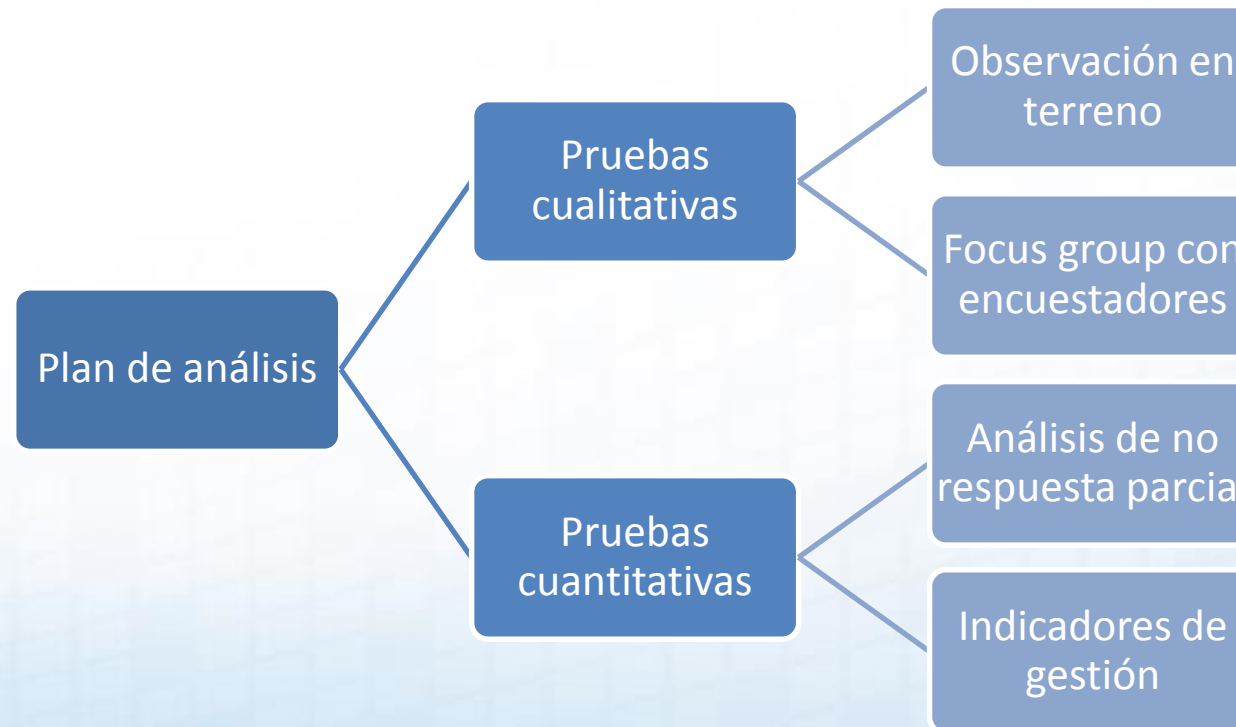 Plan de análisis
Pruebas
cualitativas
Pruebas
cuantitativas
Observación en
terreno
Focus group con
encuestadores
Análisis de no
respuesta parcia
Indicadores de
gestión